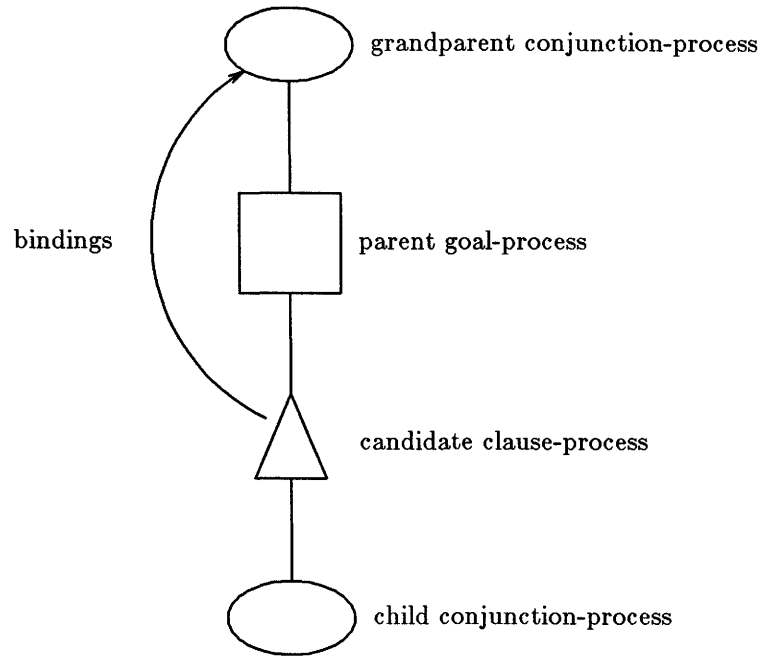 grandparent conjunction-process
bindings
parent goal-process
candidate clause-process
child conjunction-process